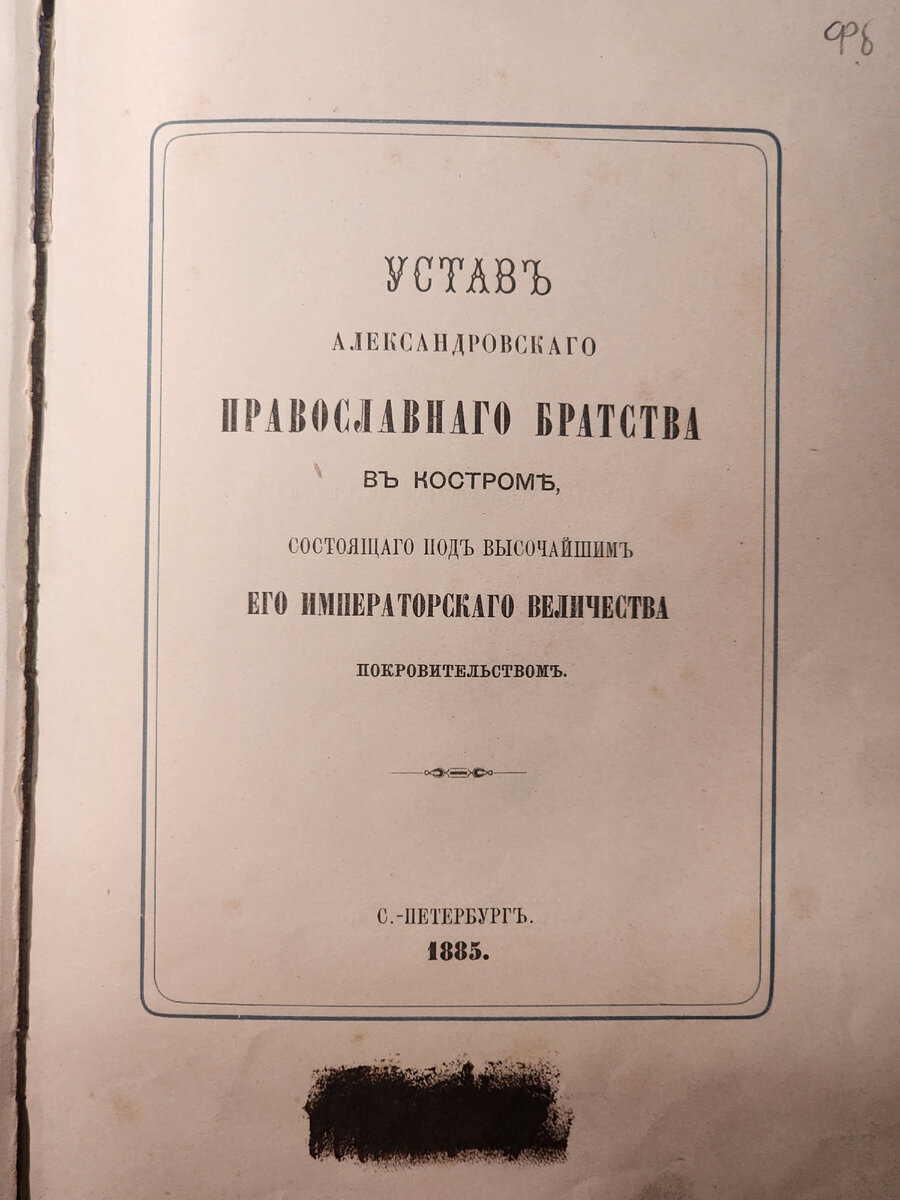 УСТАВЪ
АЛЕКСАНДРОВСКАГО
ПРАВОСЛАВНАГО БРАТСТВА
ВЪ КОСТРОМѢ,
СОСТОЯЩАГО ПОДЪ ВЫСОЧАЙШИМЪ
ЕГО ИМПЕРАТОРСКАГО ВЕЛИЧЕСТВА
ПОКРОВИТЕЛЬСТВОМЪ.
С.-ПЕТЕРБУРГЪ.
1885.